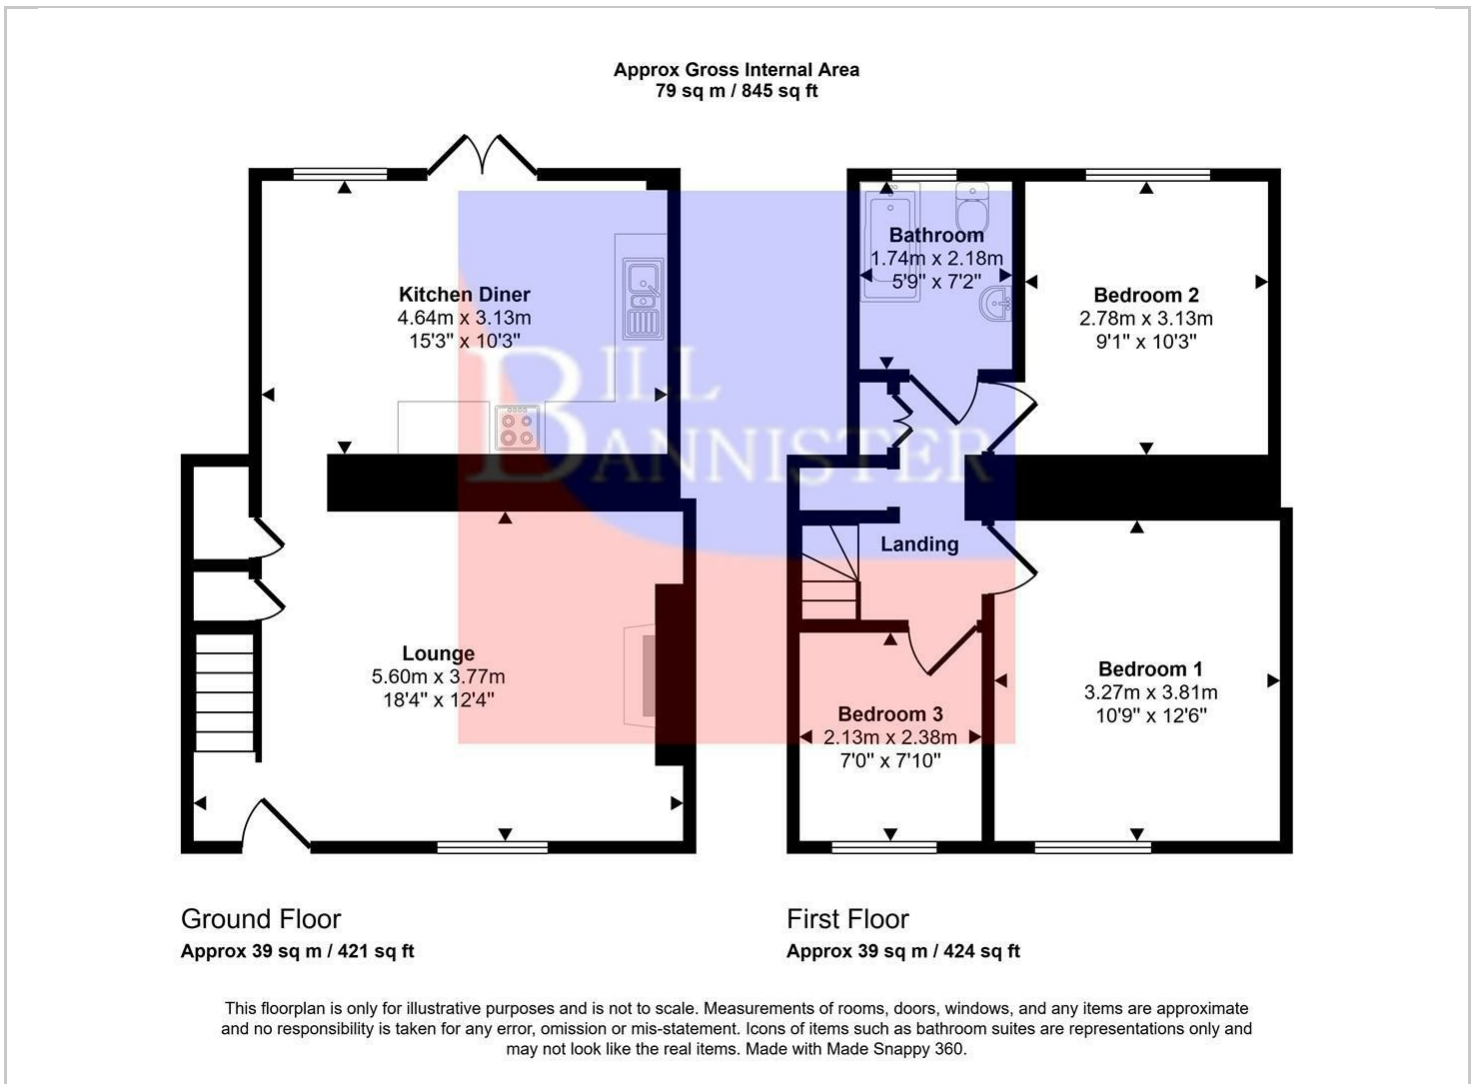 Approx Gross Internal Area
79 sq m / 845 sq ft
Kitchen Diner
4.64m x 3.13m
15'3" x 10'3"
Lounge
5.60m x 3.77m
18'4" x 12'4"
Bathroom
1.74m x 2.18m
5'9" x 7'2"
Bedroom 2
2.78m x 3.13m
9'1" x 10'3"
Landing
Bedroom 1
3.27m x 3.81m
10'9" x 12'6"
Bedroom 3
2.13m x 2.38m
7'0" x 7'10"
BILL
BANNISTER
Ground Floor
Approx 39 sq m / 421 sq ft
First Floor
Approx 39 sq m / 424 sq ft
This floorplan is only for illustrative purposes and is not to scale. Measurements of rooms, doors, windows, and any items are approximate
and no responsibility is taken for any error, omission or mis-statement. Icons of items such as bathroom suites are representations only and
may not look like the real items. Made with Made Snappy 360.